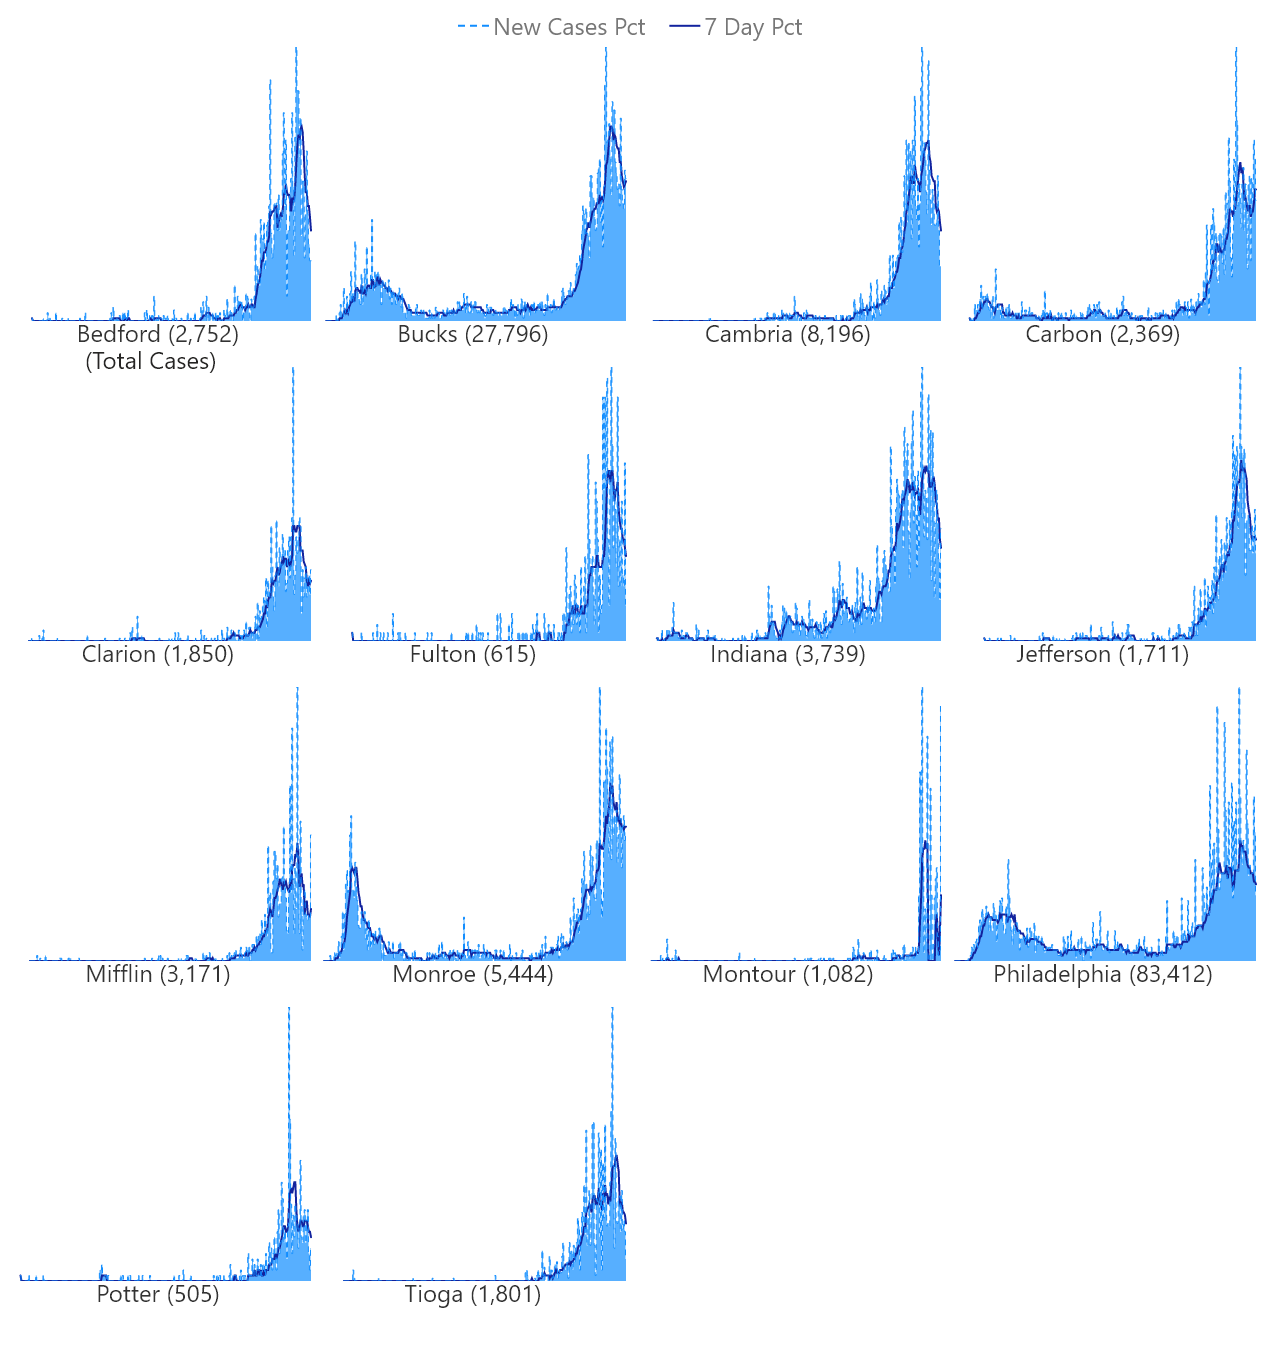 New Cases Pct 7 Day Pct
Bedford (2,752) Bucks (27,796) Cambria (8,196) Carbon (2,369)
(Total Cases)
Clarion (1,850) Fulton (615) Indiana (3,739) Jefferson (1,711)
Mifflin (3,171) Monroe (5,444) Montour (1,082) Philadelphia (83,412)
Potter (505) Tioga (1,801)